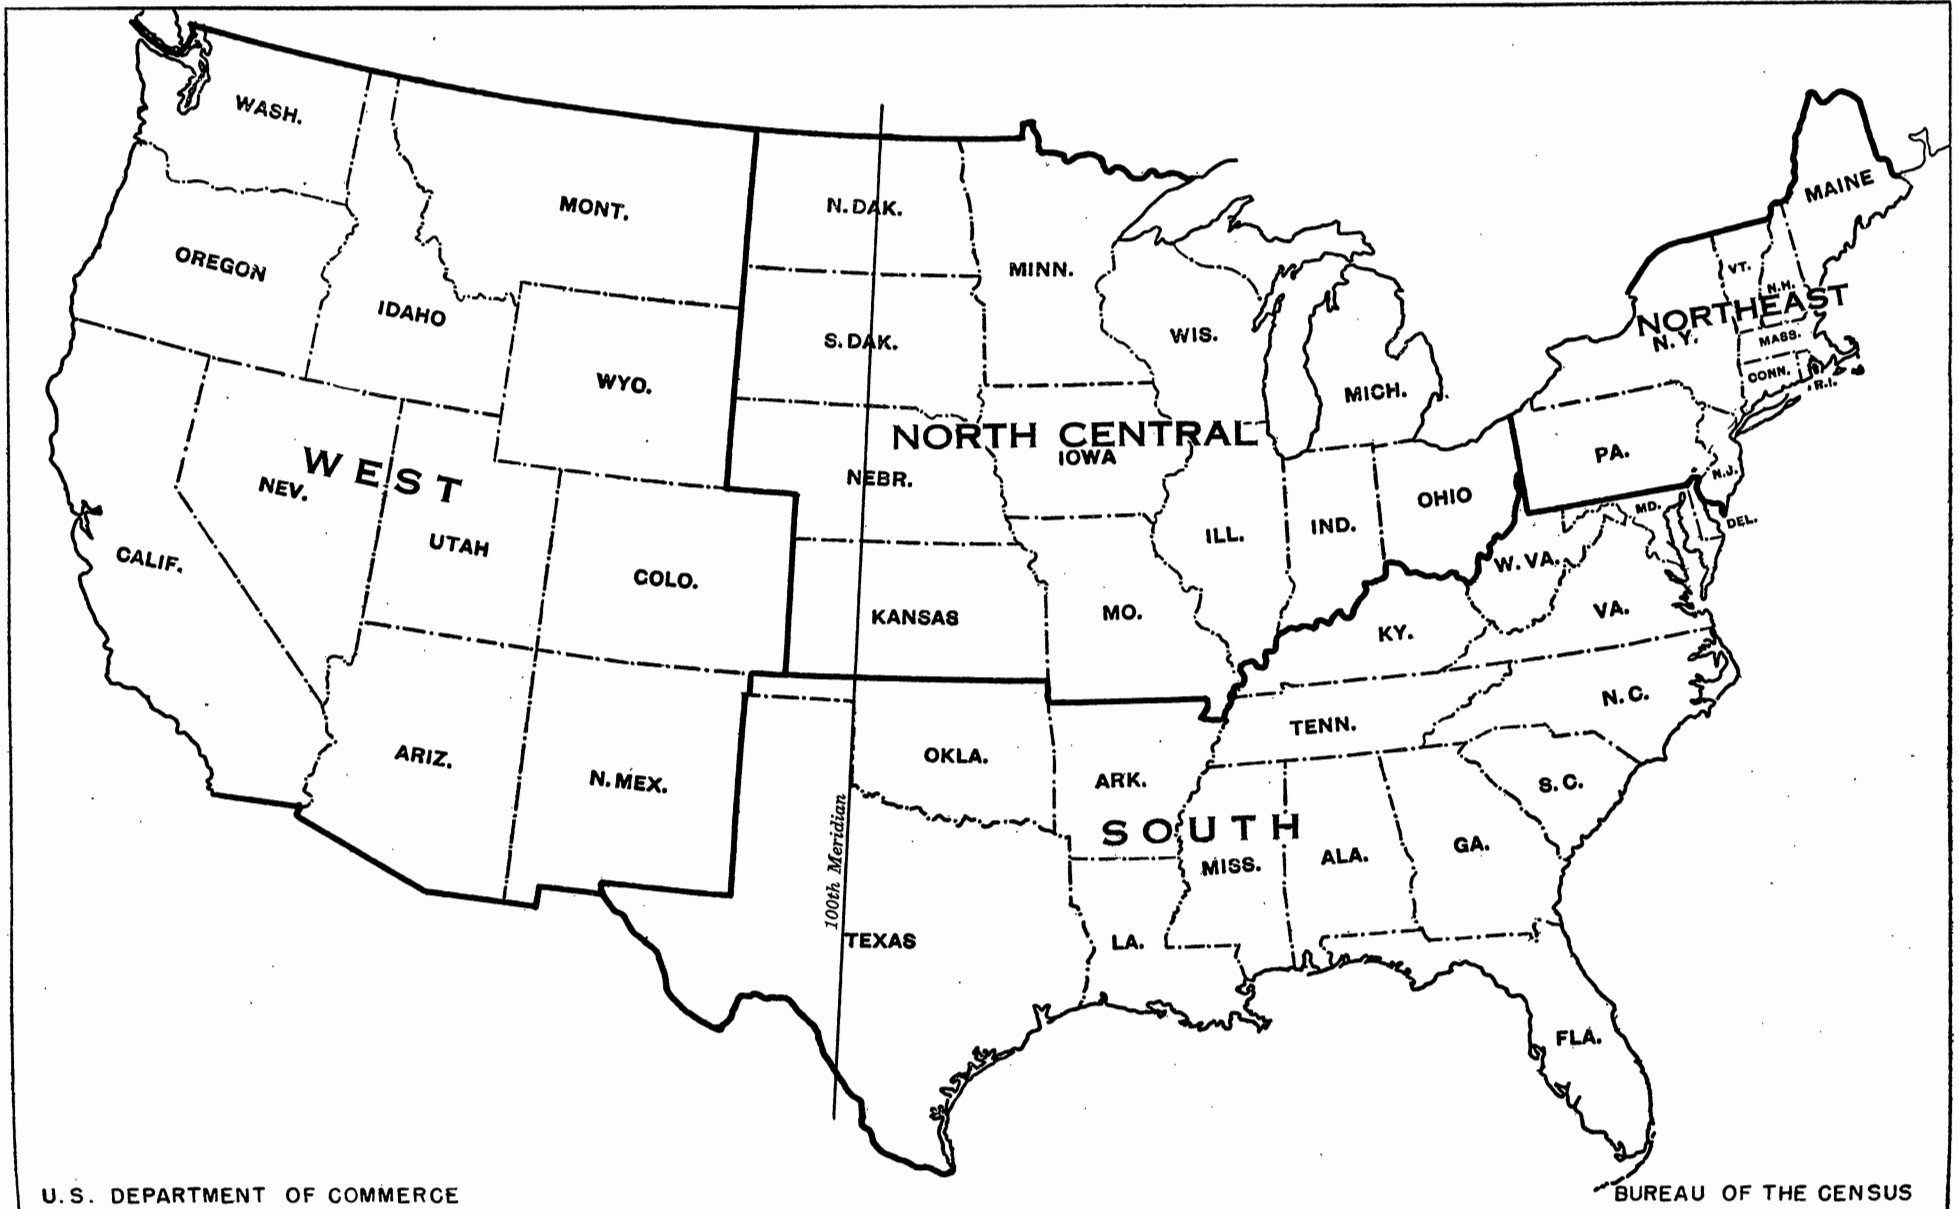 WASH.
MAINE
MONT.
N. DAK.
OREGON
MINN.
VT.
N.H.
IDAHO
NORTHEAST
S. DAK.
WIS.
N.Y.
MASS.
WYO.
CONN.
R.I.
MICH.
NORTH CENTRAL
IOWA
PA.
WEST
NEV.
NEBR.
N.J.
OHIO
MD.
DEL.
IND.
ILL.
UTAH
CALIF.
W. VA.
COLO.
KANSAS
MO.
VA.
KY.
N. C.
TENN.
ARIZ.
OKLA.
N. MEX.
ARK.
S. C.
SOUTH
GA.
ALA.
MISS.
100th Meridian
TEXAS
LA.
FLA.
U. S. DEPARTMENT OF COMMERCE
BUREAU OF THE CENSUS